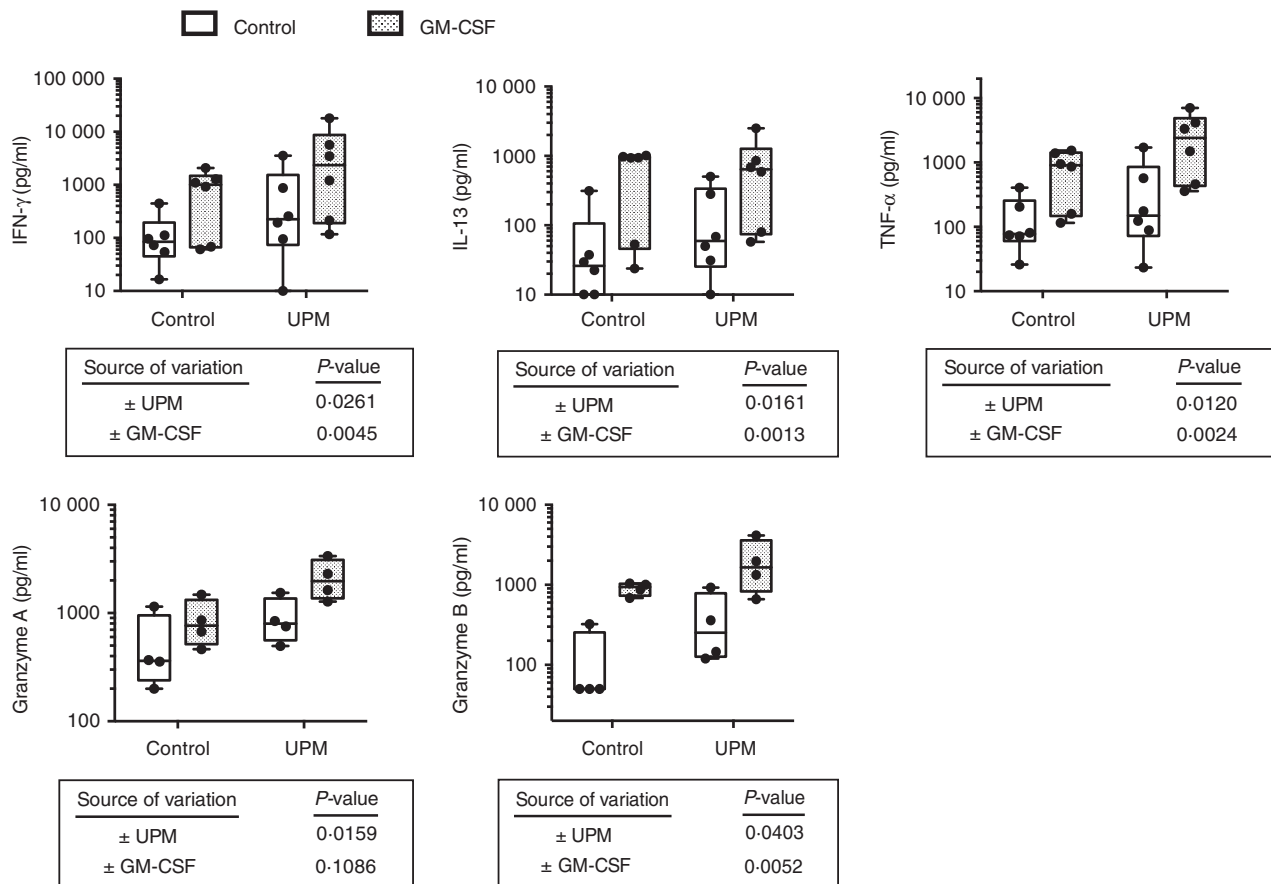 Control
GM-CSF
IFN-γ (pg/ml)
100 000
10 000
1000
100
10
Control
UPM
Source of variation
P-value
± UPM
0·0261
± GM-CSF
0·0045
IL-13 (pg/ml)
10 000
1000
100
10
Control
UPM
Source of variation
P-value
± UPM
0·0161
± GM-CSF
0·0013
TNF-α (pg/ml)
10 000
1000
100
10
Control
UPM
Source of variation
P-value
± UPM
0·0120
± GM-CSF
0·0024
Granzyme A (pg/ml)
10 000
1000
100
Control
UPM
Source of variation
P-value
± UPM
0·0159
± GM-CSF
0·1086
Granzyme B (pg/ml)
10 000
1000
100
Control
UPM
Source of variation
P-value
± UPM
0·0403
± GM-CSF
0·0052